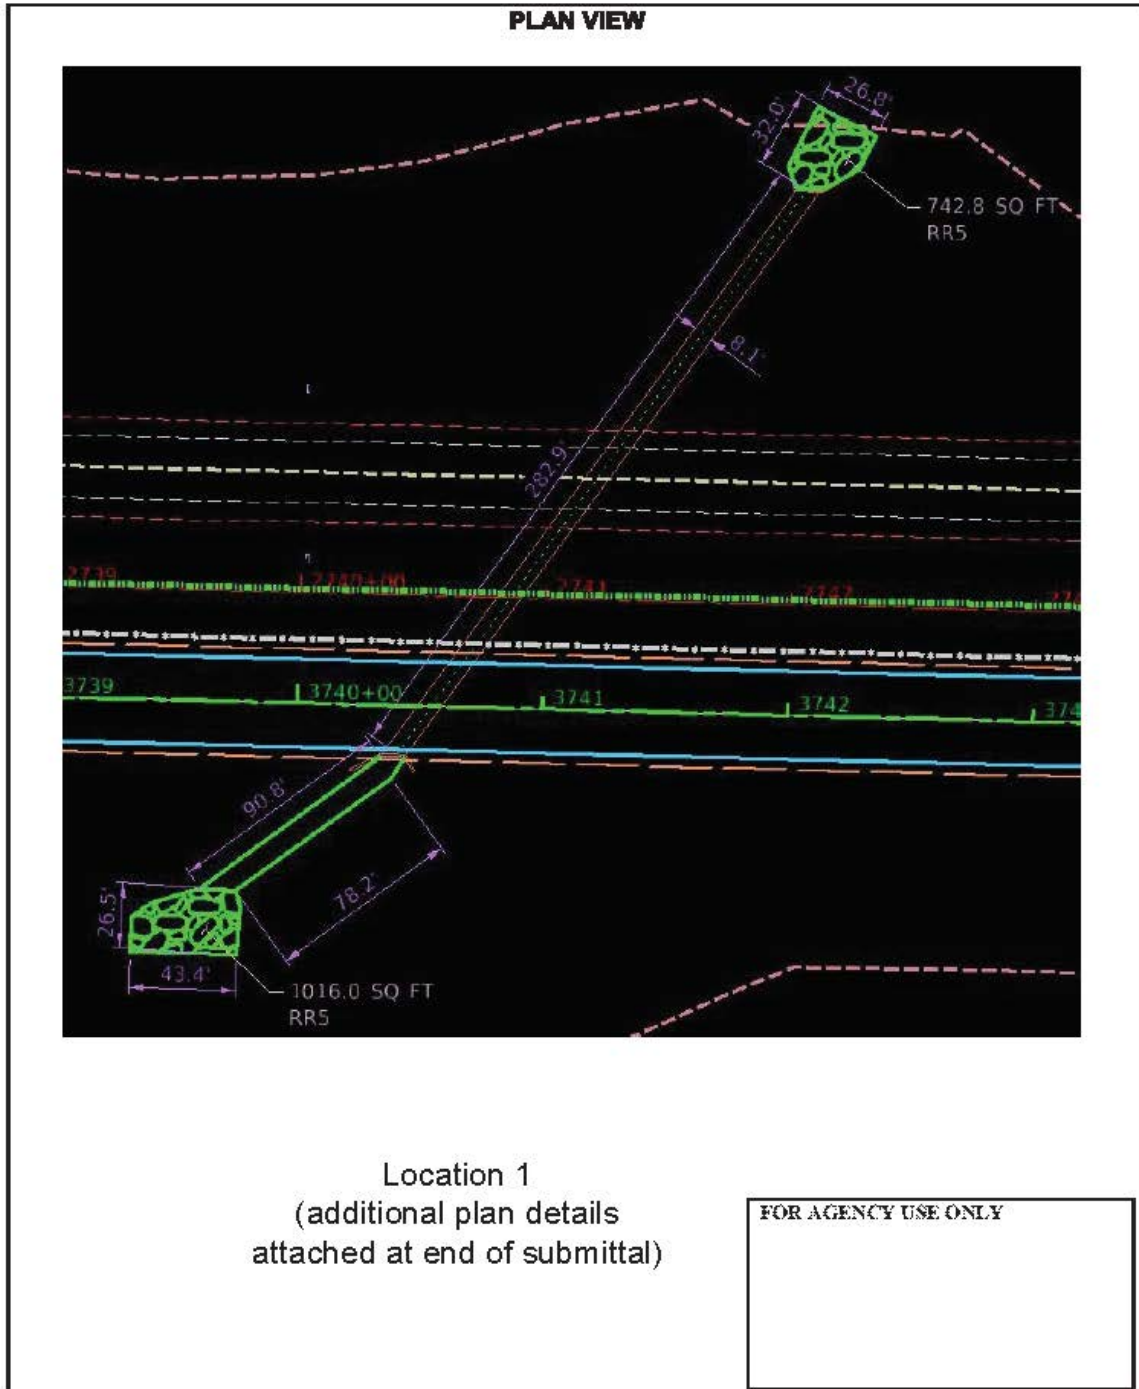 PLAN VIEW
26.8'
32.0'
742.8 SQ FT
RR5
8.1'
282.9'
2739
2740+00
2741
2742
3739
3740+00
3741
3742
374
90.8'
78.2'
26.5'
43.4'
1016.0 SQ FT
RR5
Location 1
(additional plan details
attached at end of submittal)
FOR AGENCY USE ONLY